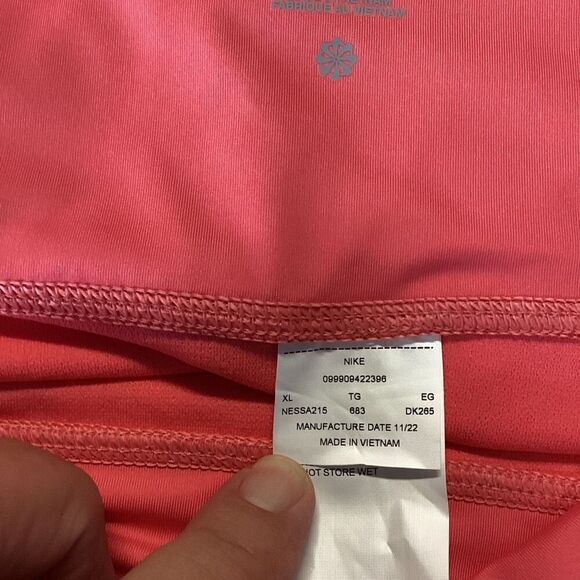 FABRIQUÉ AU VIETNAM
NIKE
099909422396
XL TG EG
NESSA215 683 DK265
MANUFACTURE DATE 11/22
MADE IN VIETNAM
STORE WET